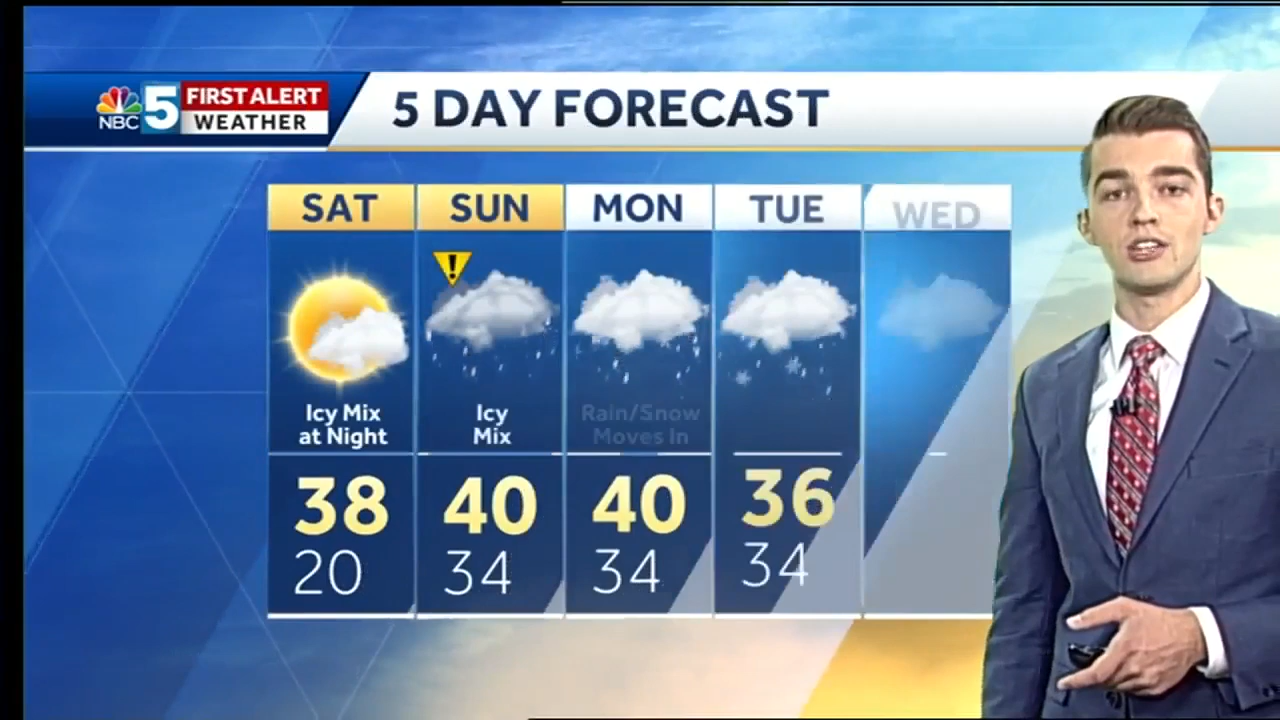 NBC 5 FIRST ALERT
WEATHER
5 DAY FORECAST
SAT SUN MON TUE WED
!
Icy Mix
at Night
Icy
Mix
Rain/Snow
Moves In
38 40 40 36
20 34 34 34